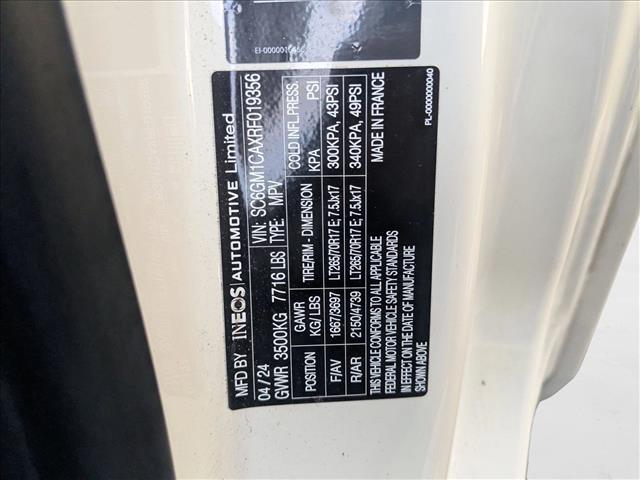 MFD BY INEOS AUTOMOTIVE Limited
04 / 24 VIN: SC6GM1CAXRF019356
GVWR 3500KG 7716 LBS TYPE: MPV
POSITION GAWR KG/ LBS TIRE/RIM - DIMENSION COLD INFL.PRESS. KPA PSI
F/AV 1667/3697 LT265/70R17 E; 7.5Jx17 300KPA, 43PSI
R/AR 2150/4739 LT265/70R17 E; 7.5Jx17 340KPA, 49PSI
THIS VEHICLE CONFORMS TO ALL APPLICABLE MADE IN FRANCE
FEDERAL MOTOR VEHICLE SAFETY STANDARDS
IN EFFECT ON THE DATE OF MANUFACTURE
SHOWN ABOVE
PL-0000000040